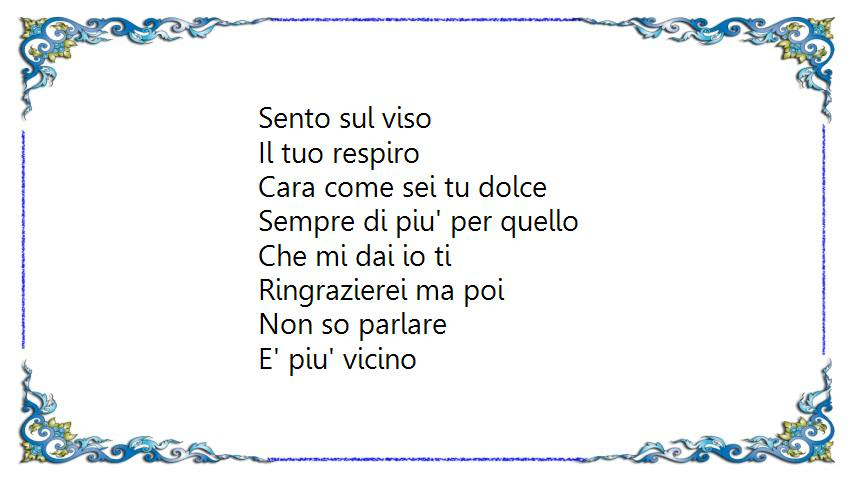 Sento sul viso
Il tuo respiro
Cara come sei tu dolce
Sempre di piu' per quello
Che mi dai io ti
Ringrazierei ma poi
Non so parlare
E' piu' vicino